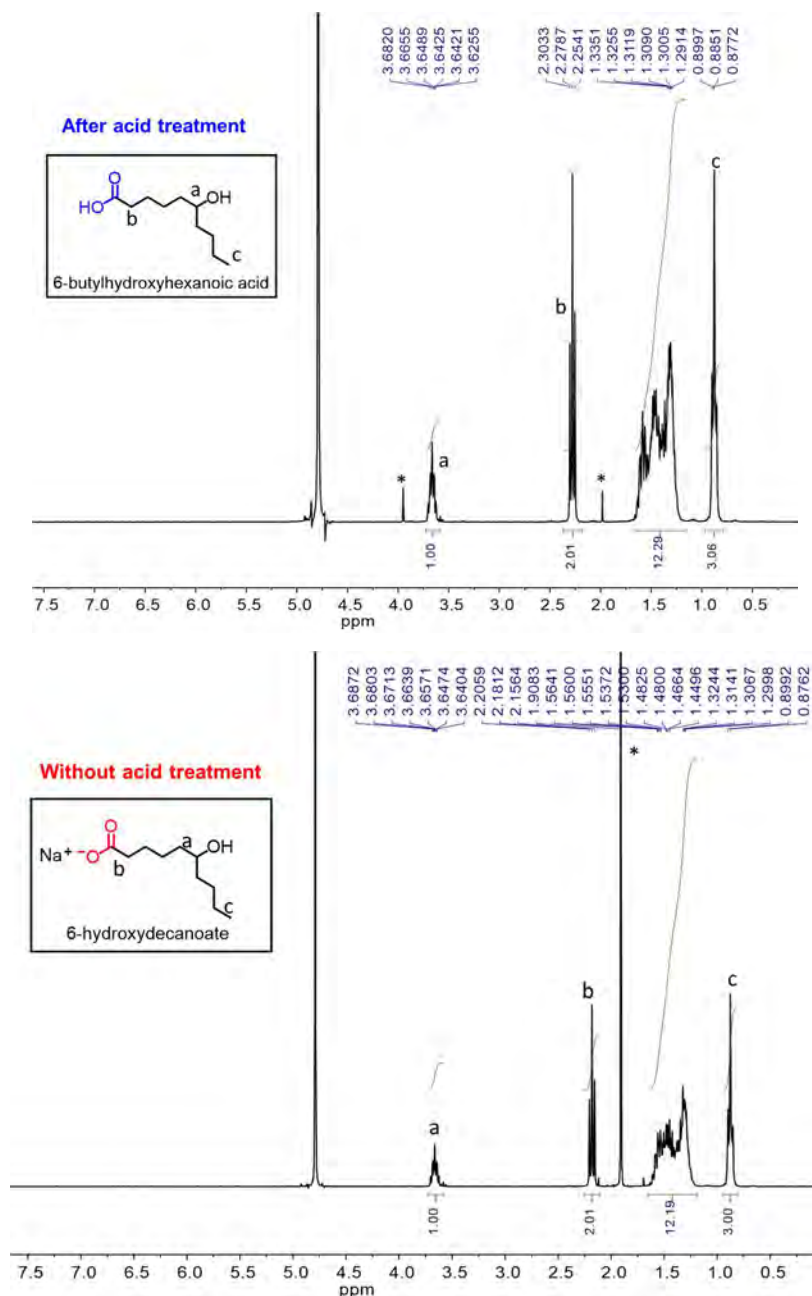 3.6820
3.6655
3.6489
3.6425
3.6421
3.6255
2.3033
2.2787
2.2541
1.3351
1.3255
1.3119
1.3090
1.3005
1.2914
0.8997
0.8851
0.8772
After acid treatment
O
HO
a
OH
b
c
6-butylhydroxyhexanoic acid
c
b
a
*
*
1.00
2.01
12.29
3.06
7.5 7.0 6.5 6.0 5.5 5.0 4.5 4.0 3.5 3.0 2.5 2.0 1.5 1.0 0.5
ppm
3.6872
3.6803
3.6713
3.6639
3.6571
3.6474
3.6404
2.2059
2.1812
2.1564
1.9083
1.5641
1.5600
1.5551
1.5372
1.5300
1.4825
1.4800
1.4664
1.4496
1.3244
1.3141
1.3067
1.2998
0.8992
0.8762
Without acid treatment
*
O
Na+ -O
a
OH
b
c
6-hydroxydecanoate
b
c
a
1.00
2.01
12.19
3.00
7.5 7.0 6.5 6.0 5.5 5.0 4.5 4.0 3.5 3.0 2.5 2.0 1.5 1.0 0.5
ppm